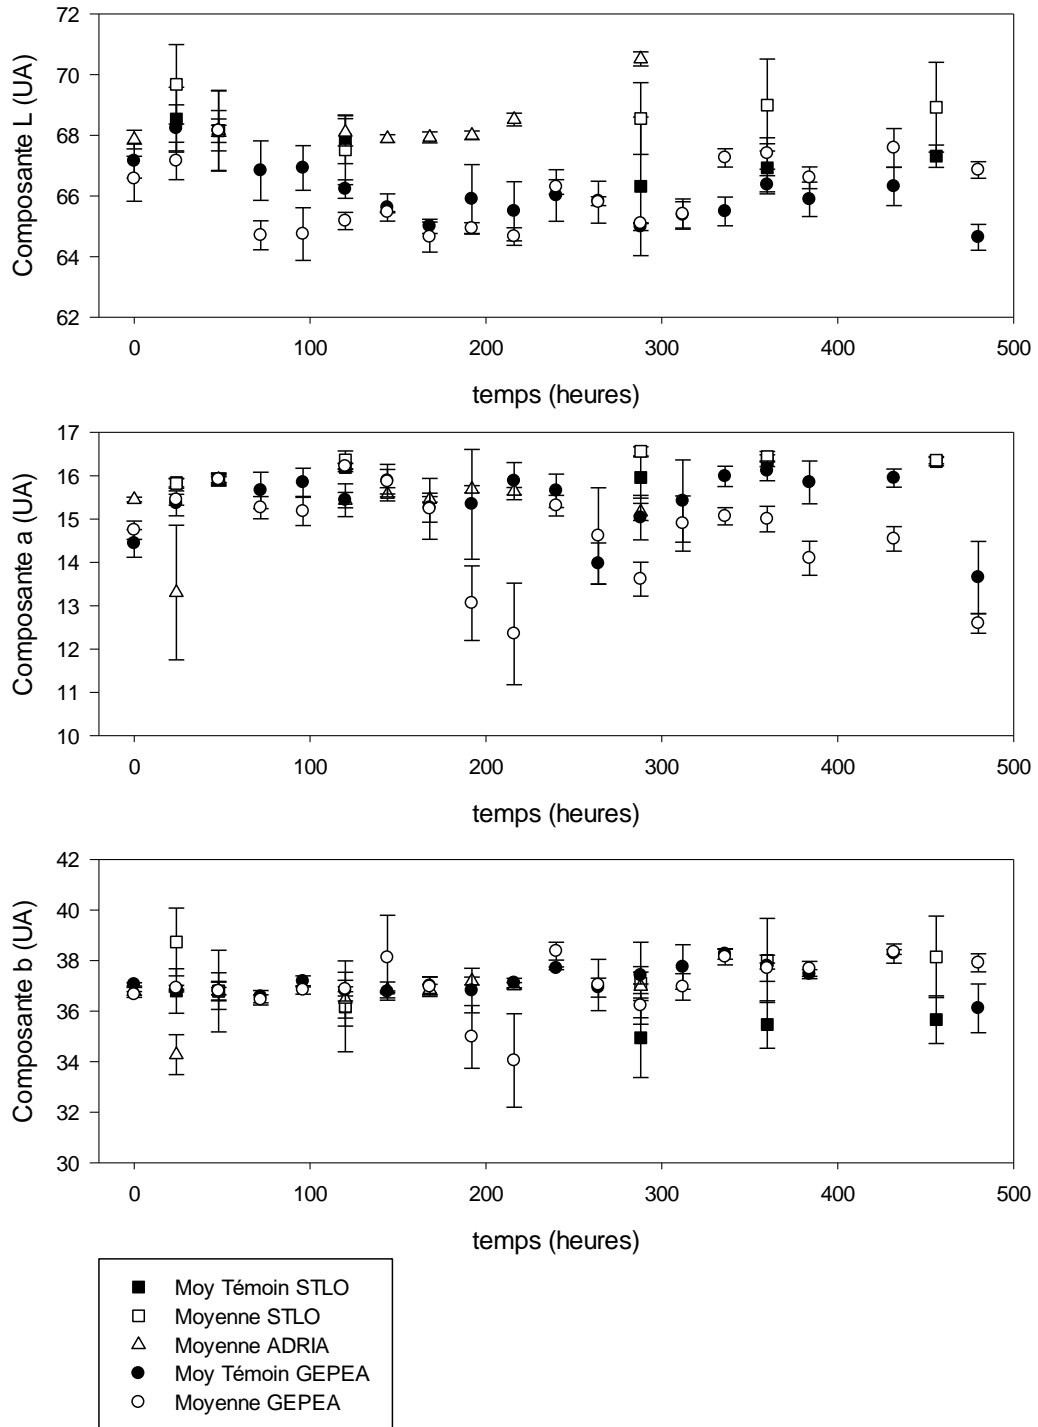 72
70
68
66
64
62
Composante L (UA)
0 100 200 300 400 500
temps (heures)
17
16
15
14
13
12
11
10
Composante a (UA)
0 100 200 300 400 500
temps (heures)
42
40
38
36
34
32
30
Composante b (UA)
0 100 200 300 400 500
temps (heures)
Moy Témoin STLO
Moyenne STLO
Moyenne ADRIA
Moy Témoin GEPEA
Moyenne GEPEA